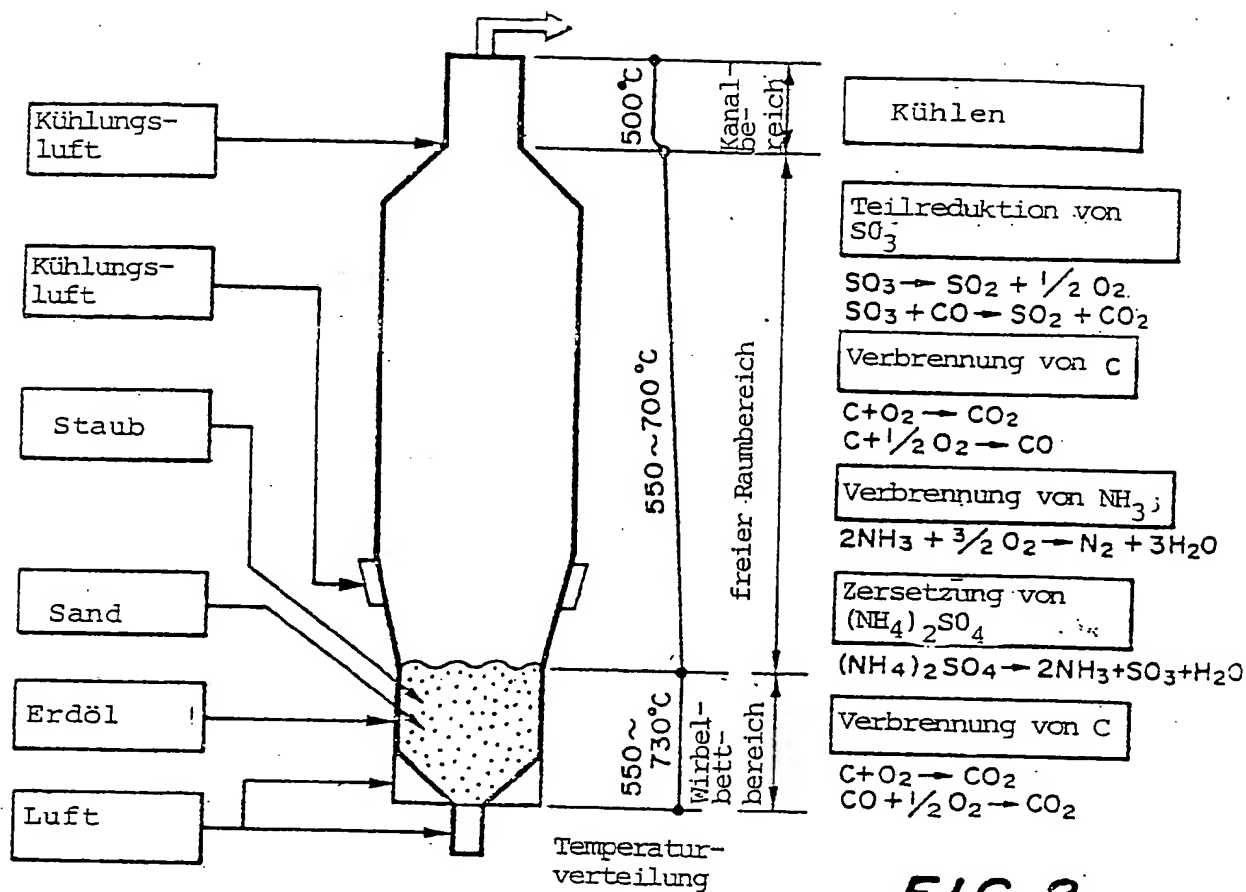 Kühlungs-
luft
Kühlungs-
luft
Staub
Sand
Erdöl
Luft
500°C
Kanal-
be-
reich
550~700°C
freier Raumbereich
550~
730°C
Wirbel-
bett-
bereich
Temperatur-
verteilung
Kühlen
Teilreduktion von
SO₃
SO₃ → SO₂ + 1/2 O₂
SO₃ + CO → SO₂ + CO₂
Verbrennung von C
C+O₂ → CO₂
C+1/2 O₂ → CO
Verbrennung von NH₃
2NH₃ + 3/2 O₂ → N₂ + 3H₂O
Zersetzung von
(NH₄)₂SO₄
(NH₄)₂SO₄ → 2NH₃+SO₃+H₂O
Verbrennung von C
C+O₂ → CO₂
CO+1/2 O₂ → CO₂